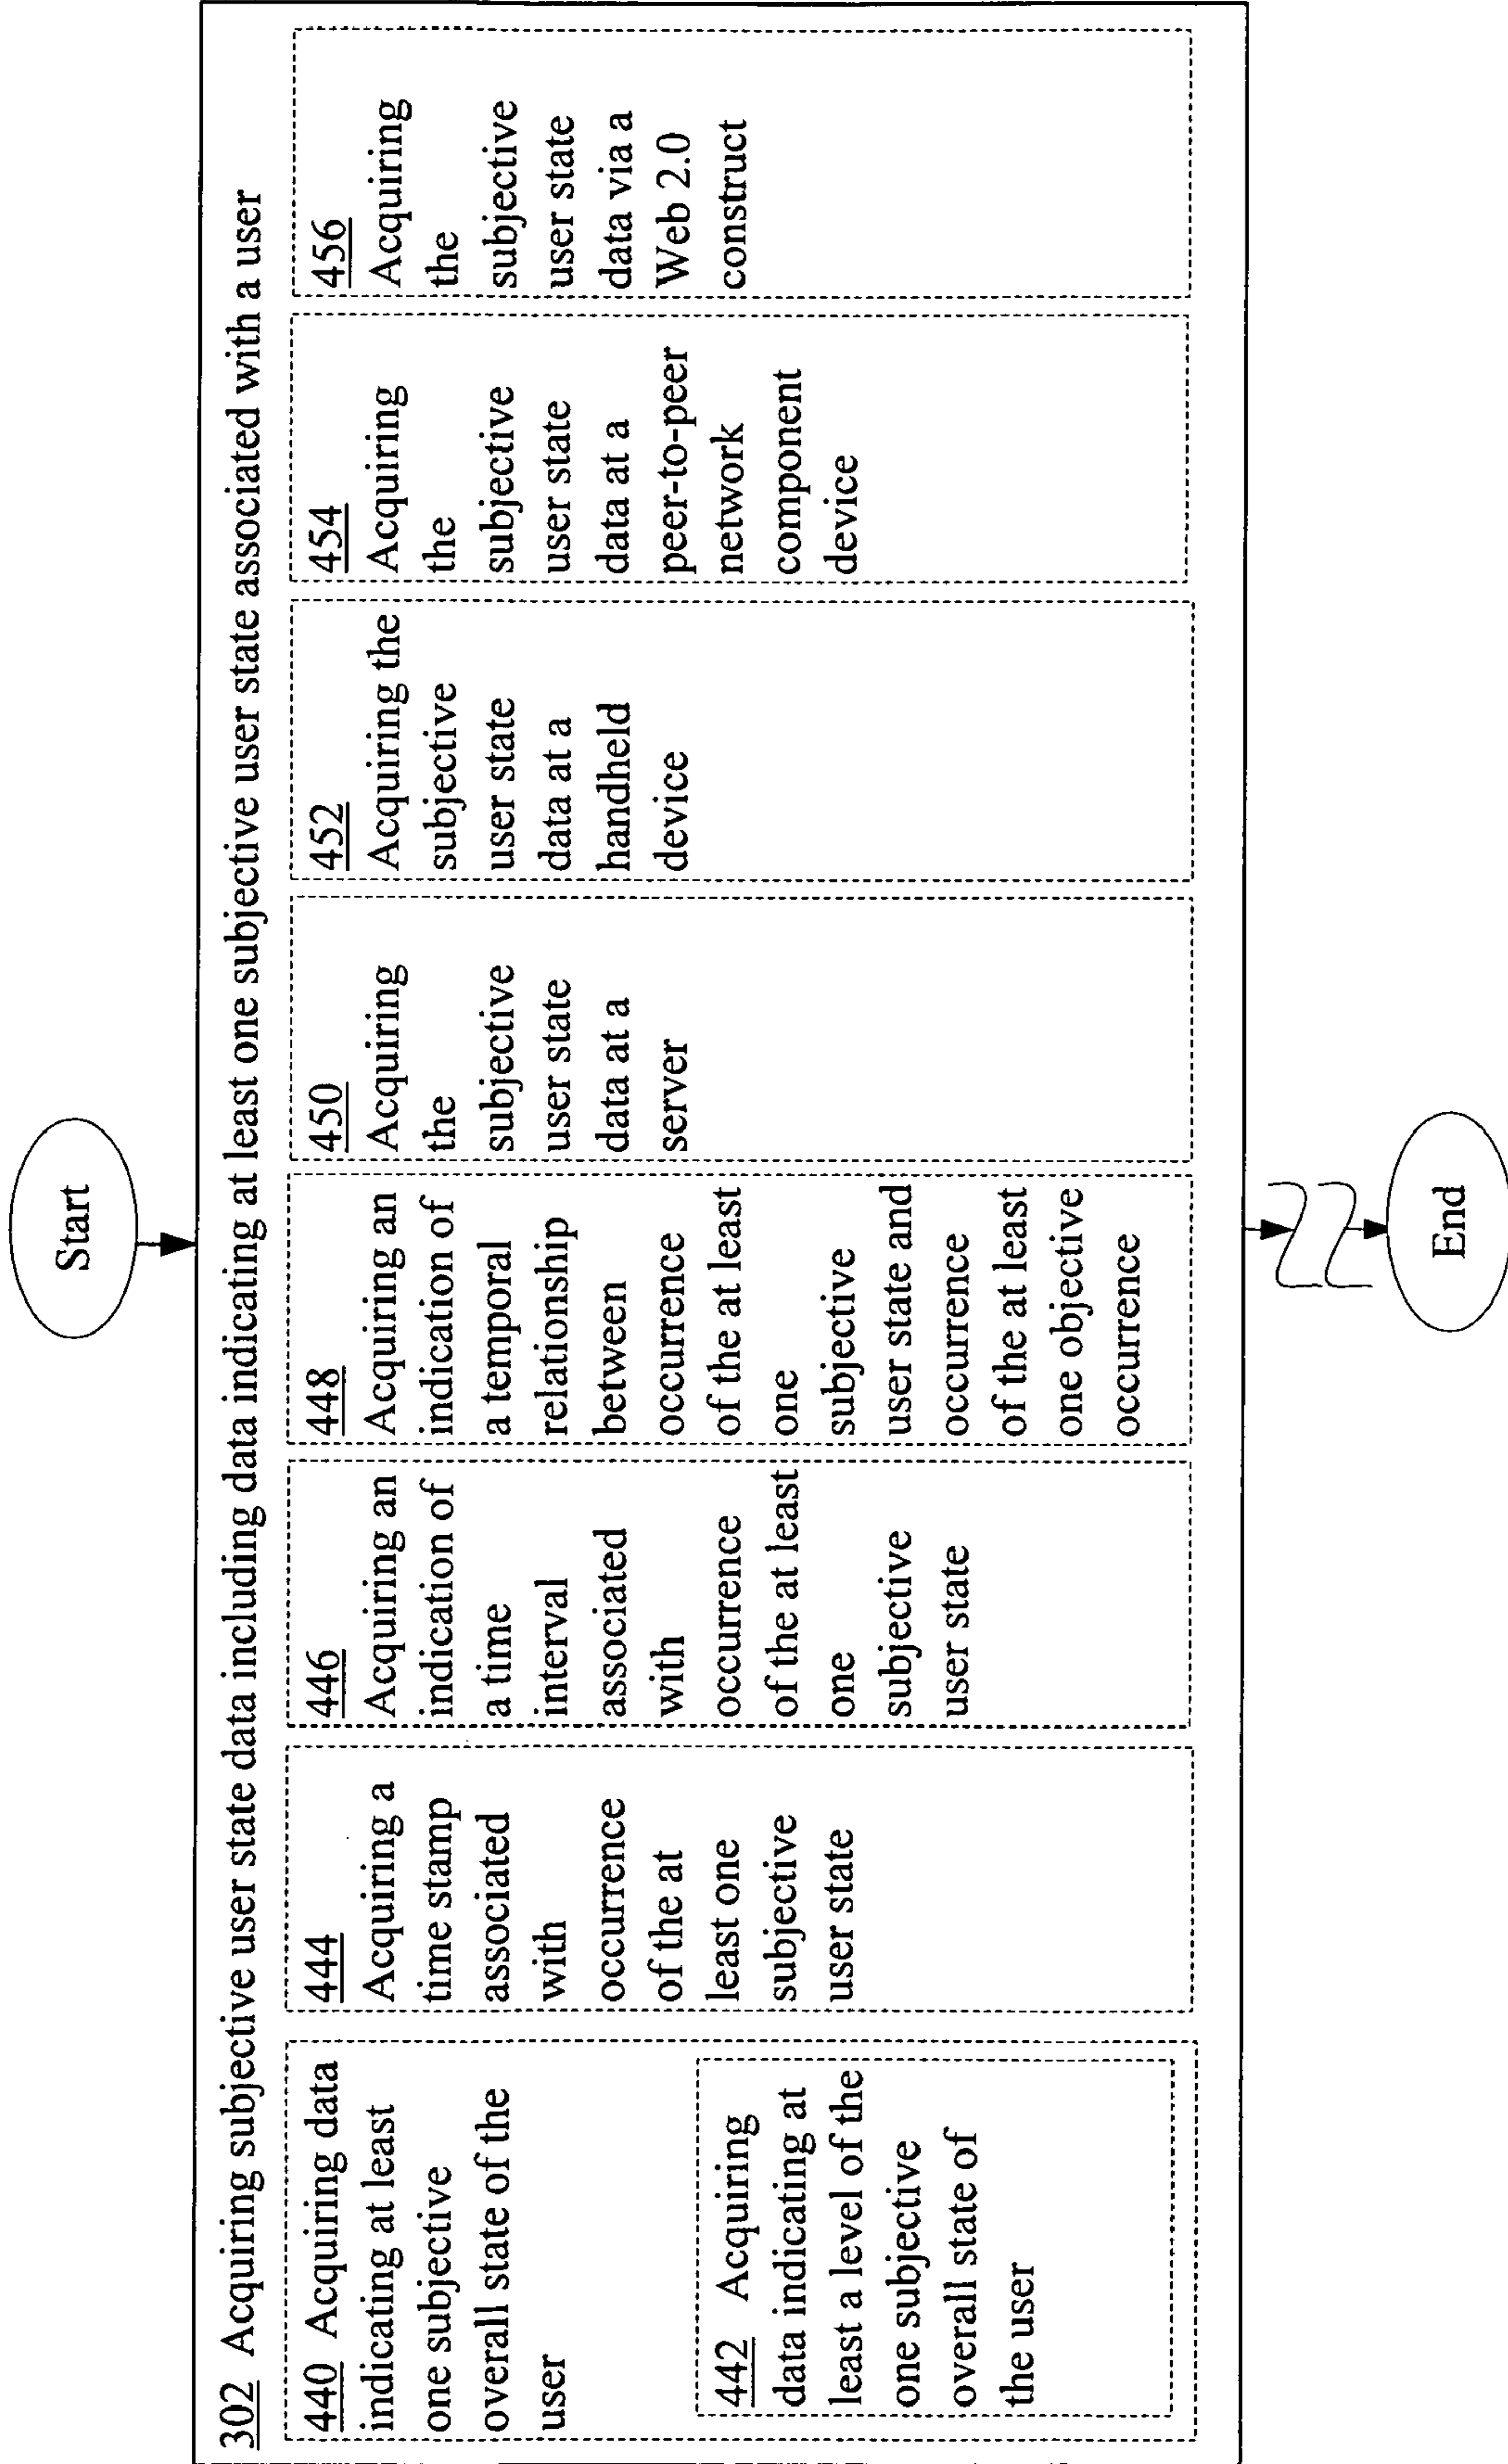 Start
302 Acquiring subjective user state data including data indicating at least one subjective user state associated with a user
440 Acquiring data
indicating at least
one subjective
overall state of the
user
442 Acquiring
data indicating at
least a level of the
one subjective
overall state of
the user
444
Acquiring a
time stamp
associated
with
occurrence
of the at
least one
subjective
user state
446
Acquiring an
indication of
a time
interval
associated
with
occurrence
of the at least
one
subjective
user state
448
Acquiring an
indication of
a temporal
relationship
between
occurrence
of the at least
one
subjective
user state and
occurrence
of the at least
one objective
occurrence
450
Acquiring
the
subjective
user state
data at a
server
452
Acquiring the
subjective
user state
data at a
handheld
device
454
Acquiring
the
subjective
user state
data at a
peer-to-peer
network
component
device
456
Acquiring
the
subjective
user state
data via a
Web 2.0
construct
End